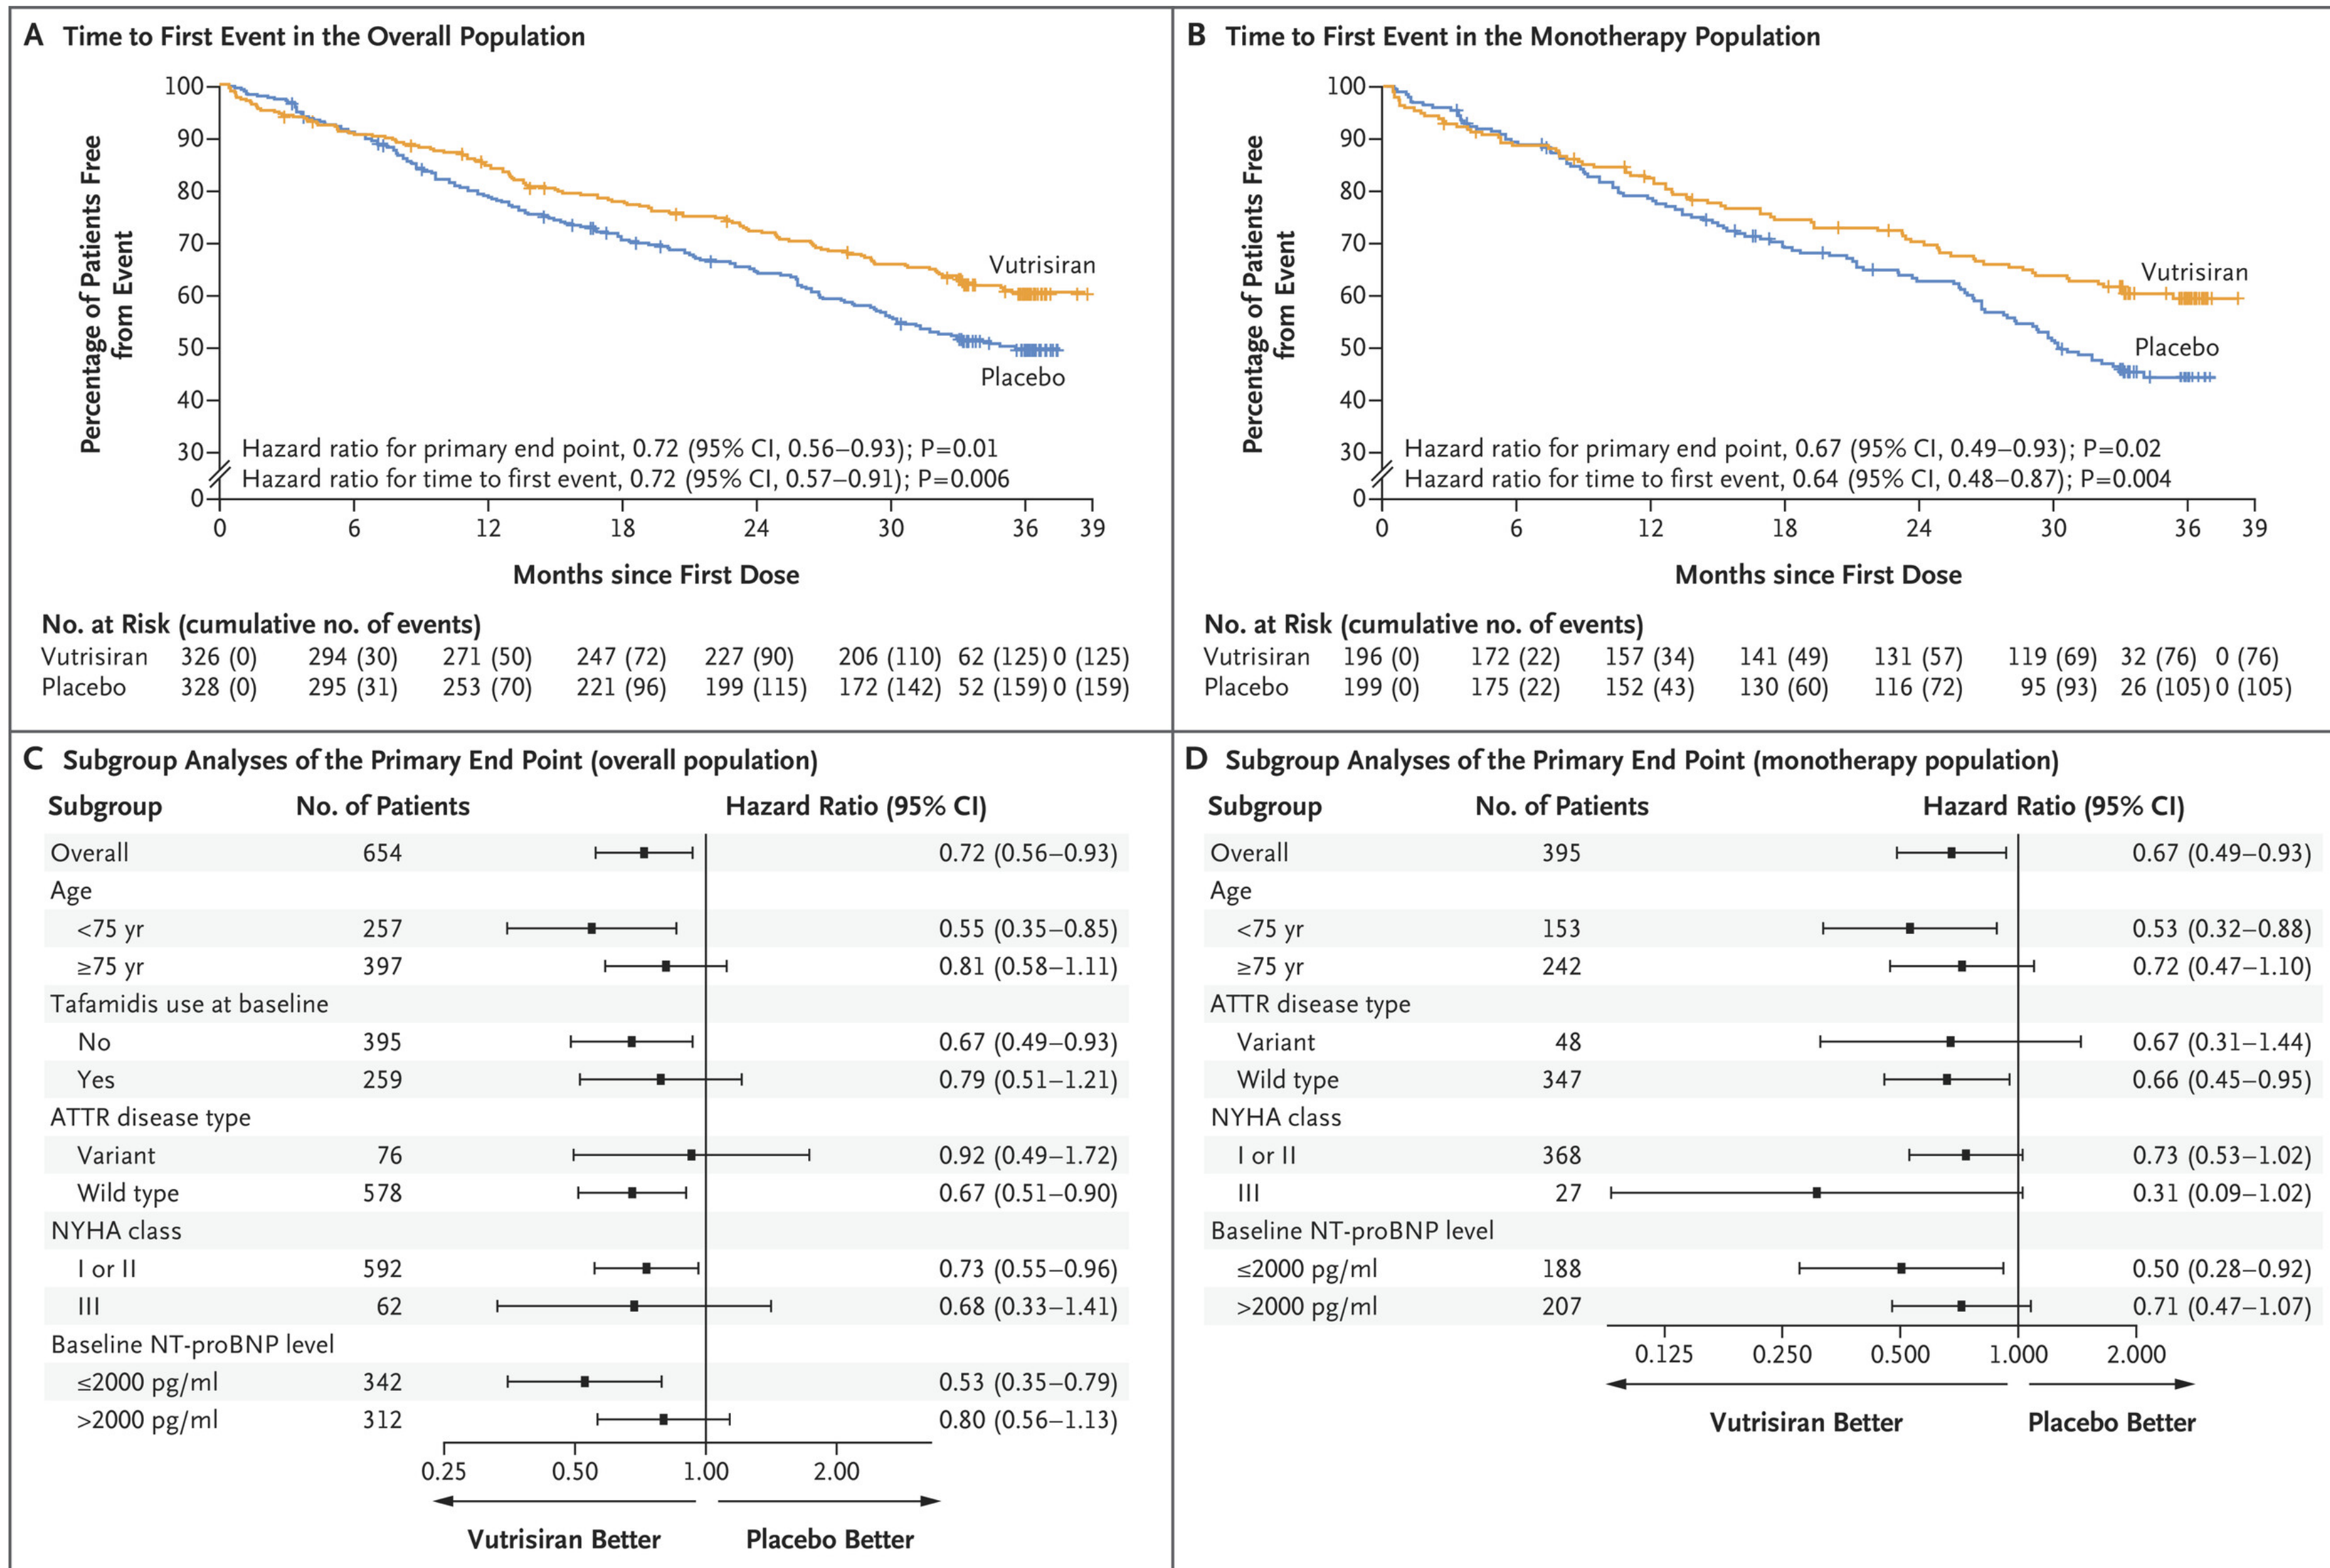 A Time to First Event in the Overall Population
Percentage of Patients Free
from Event
100
90
80
70
60
50
40
30
0
Vutrisiran
Placebo
Hazard ratio for primary end point, 0.72 (95% CI, 0.56–0.93); P=0.01
Hazard ratio for time to first event, 0.72 (95% CI, 0.57–0.91); P=0.006
0 6 12 18 24 30 36 39
Months since First Dose
No. at Risk (cumulative no. of events)
Vutrisiran 326 (0) 294 (30) 271 (50) 247 (72) 227 (90) 206 (110) 62 (125) 0 (125)
Placebo 328 (0) 295 (31) 253 (70) 221 (96) 199 (115) 172 (142) 52 (159) 0 (159)
B Time to First Event in the Monotherapy Population
Percentage of Patients Free
from Event
100
90
80
70
60
50
40
30
0
Vutrisiran
Placebo
Hazard ratio for primary end point, 0.67 (95% CI, 0.49–0.93); P=0.02
Hazard ratio for time to first event, 0.64 (95% CI, 0.48–0.87); P=0.004
0 6 12 18 24 30 36 39
Months since First Dose
No. at Risk (cumulative no. of events)
Vutrisiran 196 (0) 172 (22) 157 (34) 141 (49) 131 (57) 119 (69) 32 (76) 0 (76)
Placebo 199 (0) 175 (22) 152 (43) 130 (60) 116 (72) 95 (93) 26 (105) 0 (105)
C Subgroup Analyses of the Primary End Point (overall population)
Subgroup No. of Patients Hazard Ratio (95% CI)
Overall 654 0.72 (0.56–0.93)
Age
<75 yr 257 0.55 (0.35–0.85)
≥75 yr 397 0.81 (0.58–1.11)
Tafamidis use at baseline
No 395 0.67 (0.49–0.93)
Yes 259 0.79 (0.51–1.21)
ATTR disease type
Variant 76 0.92 (0.49–1.72)
Wild type 578 0.67 (0.51–0.90)
NYHA class
I or II 592 0.73 (0.55–0.96)
III 62 0.68 (0.33–1.41)
Baseline NT-proBNP level
≤2000 pg/ml 342 0.53 (0.35–0.79)
>2000 pg/ml 312 0.80 (0.56–1.13)
0.25 0.50 1.00 2.00
Vutrisiran Better Placebo Better
D Subgroup Analyses of the Primary End Point (monotherapy population)
Subgroup No. of Patients Hazard Ratio (95% CI)
Overall 395 0.67 (0.49–0.93)
Age
<75 yr 153 0.53 (0.32–0.88)
≥75 yr 242 0.72 (0.47–1.10)
ATTR disease type
Variant 48 0.67 (0.31–1.44)
Wild type 347 0.66 (0.45–0.95)
NYHA class
I or II 368 0.73 (0.53–1.02)
III 27 0.31 (0.09–1.02)
Baseline NT-proBNP level
≤2000 pg/ml 188 0.50 (0.28–0.92)
>2000 pg/ml 207 0.71 (0.47–1.07)
0.125 0.250 0.500 1.000 2.000
Vutrisiran Better Placebo Better